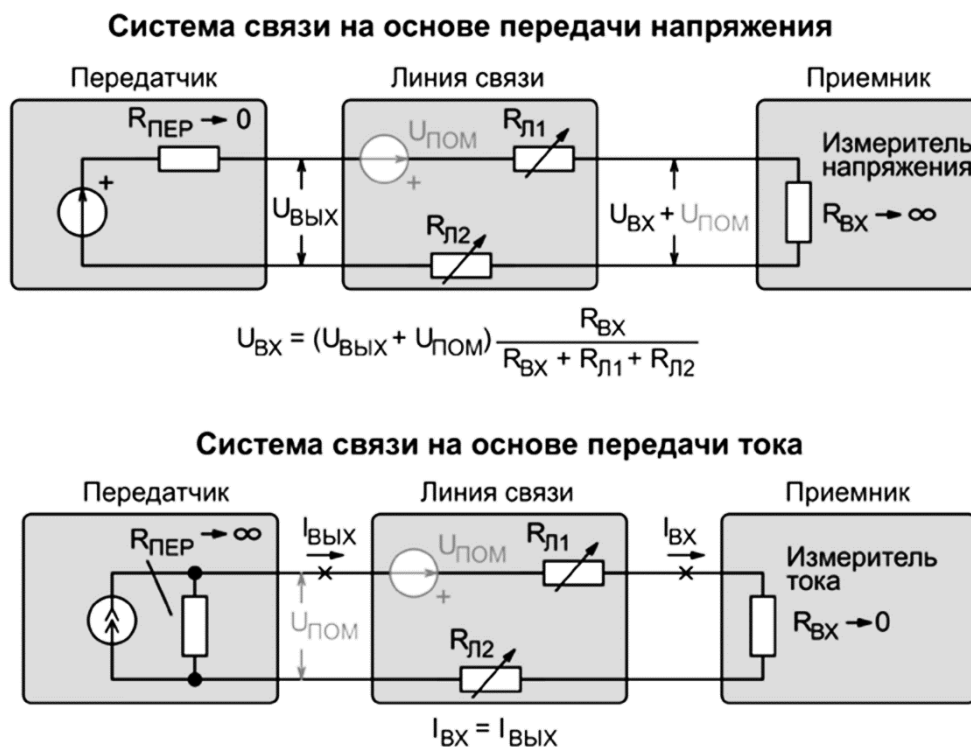 Система связи на основе передачи напряжения
Передатчик
Линия связи
Приемник
RПЕР → 0
UПОМ
RЛ1
Измеритель
напряжения
+
+
UВЫХ
RЛ2
UВХ + UПОМ
RВХ → ∞
UВХ = (UВЫХ + UПОМ) RВХ / (RВХ + RЛ1 + RЛ2)
Система связи на основе передачи тока
Передатчик
Линия связи
Приемник
RПЕР → ∞
IВЫХ
UПОМ
RЛ1
IВХ
Измеритель
тока
+
UПОМ
RЛ2
RВХ → 0
IВХ = IВЫХ